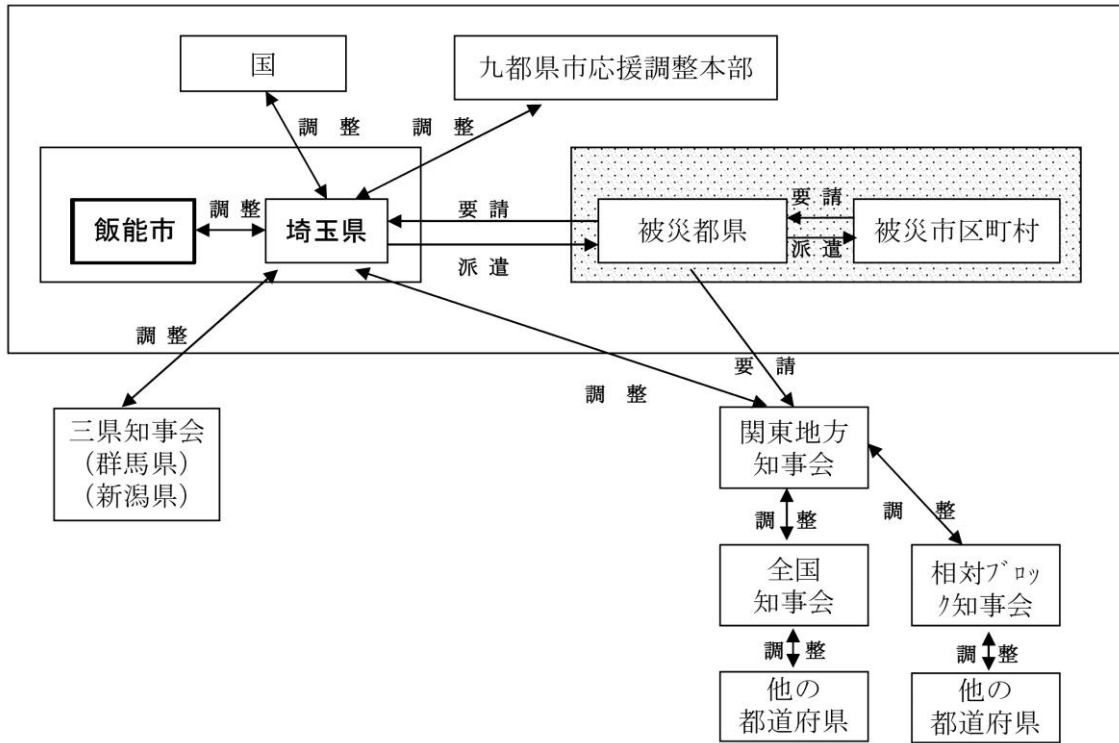 国
九都県市応援調整本部
調 整
調 整
飯能市
調 整
埼玉県
要 請
派 遣
被災都県
要 請
派 遣
被災市区町村
調 整
調 整
要 請
三県知事会
(群馬県)
(新潟県)
関東地方
知事会
調 整
調 整
全国
知事会
相対ﾌﾞﾛｯ
ｸ知事会
調 整
調 整
他の
都道府県
他の
都道府県